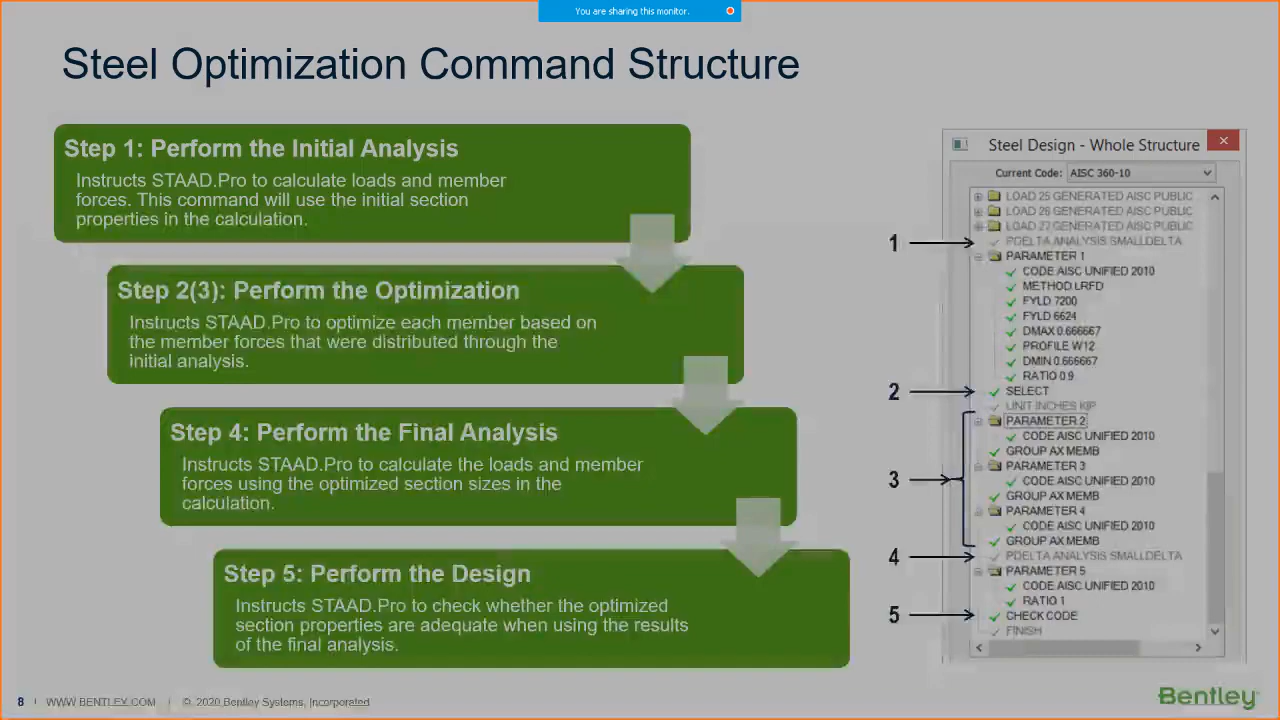 You are sharing this monitor.
Steel Optimization Command Structure
Step 1: Perform the Initial Analysis
Instructs STAAD.Pro to calculate loads and member
forces. This command will use the initial section
properties in the calculation.
Step 2(3): Perform the Optimization
Instructs STAAD.Pro to optimize each member based on
the member forces that were distributed through the
initial analysis.
Step 4: Perform the Final Analysis
Instructs STAAD.Pro to calculate the loads and member
forces using the optimized section sizes in the
calculation.
Step 5: Perform the Design
Instructs STAAD.Pro to check whether the optimized
section properties are adequate when using the results
of the final analysis.
Steel Design - Whole Structure
Current Code: AISC 360-10
LOAD 25 GENERATED AISC PUBLIC
LOAD 26 GENERATED AISC PUBLIC
LOAD 27 GENERATED AISC PUBLIC
1 PDELTA ANALYSIS SMALLDELTA
PARAMETER 1
CODE AISC UNIFIED 2010
METHOD LRFD
FYLD 7200
FYLD 6624
DMAX 0.666667
PROFILE W12
DMIN 0.666667
RATIO 0.9
2 SELECT
UNIT INCHES KIP
PARAMETER 2
CODE AISC UNIFIED 2010
GROUP AX MEMB
PARAMETER 3
3 CODE AISC UNIFIED 2010
GROUP AX MEMB
PARAMETER 4
CODE AISC UNIFIED 2010
GROUP AX MEMB
4 PDELTA ANALYSIS SMALLDELTA
PARAMETER 5
CODE AISC UNIFIED 2010
RATIO 1
5 CHECK CODE
FINISH
8 | WWW.BENTLEY.COM | © 2020 Bentley Systems, Incorporated
Bentley